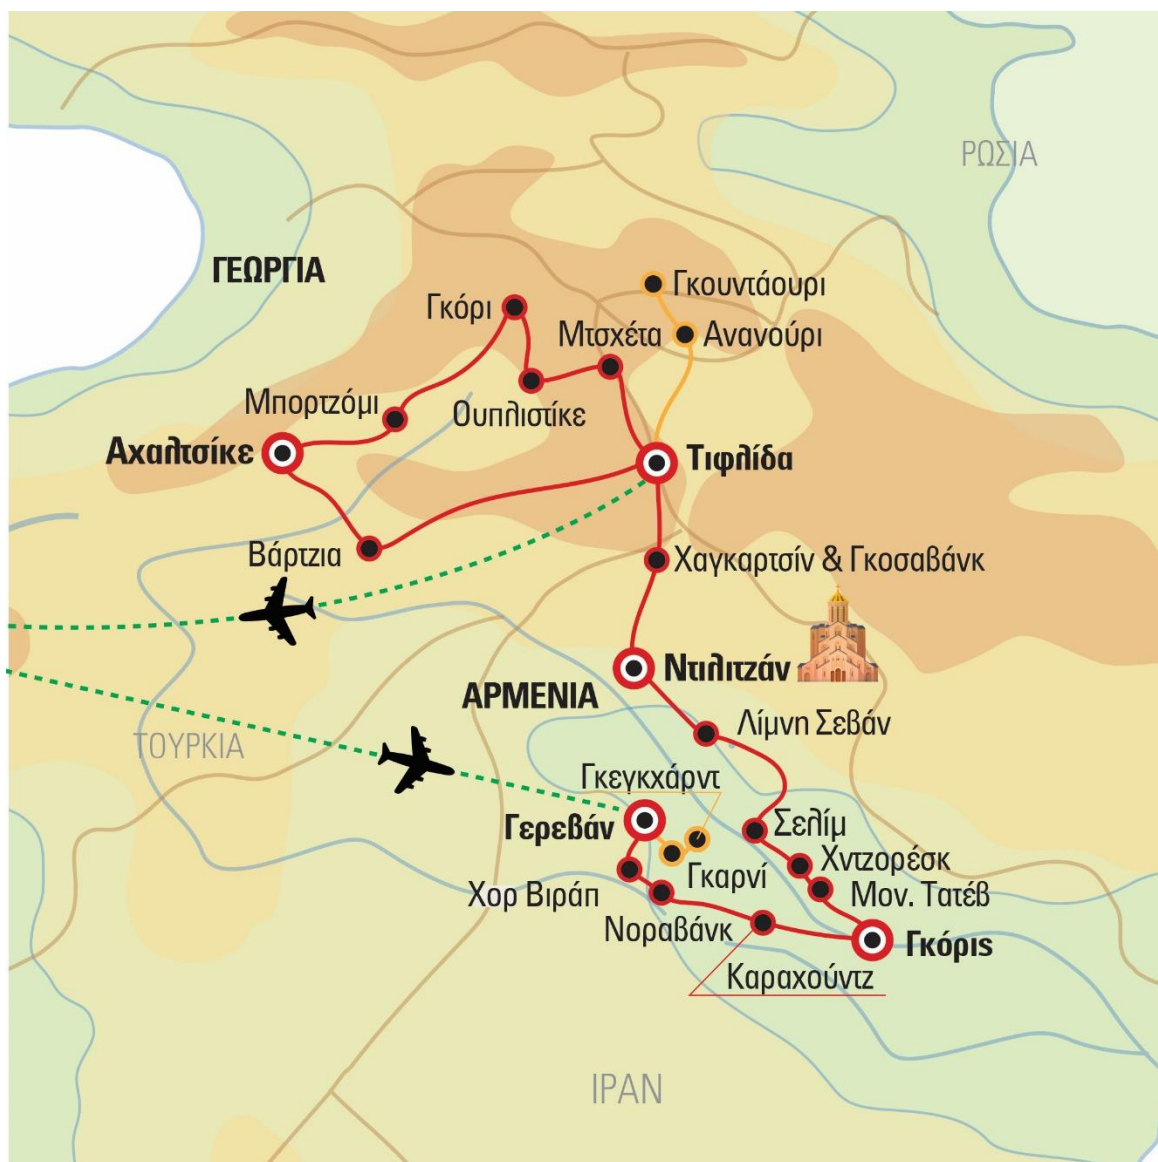 ΡΩΣΙΑ
ΓΕΩΡΓΙΑ
Γκουντάουρι
Γκόρι
Μτσχέτα
Ανανούρι
Μπορτζόμι
Ουπλιστίκε
Αχαλτσίκε
Τιφλίδα
Βάρτζια
Χαγκαρτσίν & Γκοσαβάνκ
Ντιλιτζάν
ΑΡΜΕΝΙΑ
Λίμνη Σεβάν
ΤΟΥΡΚΙΑ
Γκεγκχάρντ
Γερεβάν
Σελίμ
Χντζορέσκ
Γκαρνί
Χορ Βιράπ
Μον. Τατέβ
Νοραβάνκ
Γκόρις
Καραχούντζ
ΙΡΑΝ